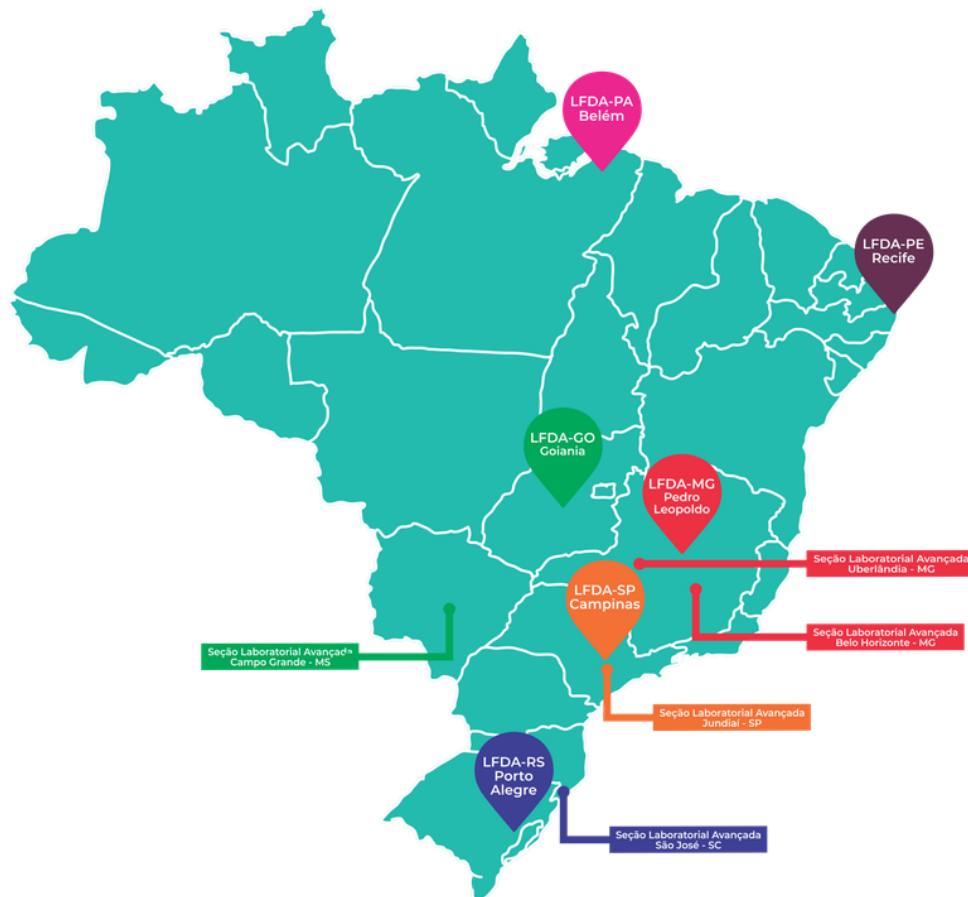 LFDA-PA
Belém
LFDA-PE
Recife
LFDA-GO
Goiania
LFDA-MG
Pedro
Leopoldo
Seção Laboratorial Avançada
Uberlândia - MG
LFDA-SP
Campinas
Seção Laboratorial Avançada
Belo Horizonte - MG
Seção Laboratorial Avançada
Campo Grande - MS
Seção Laboratorial Avançada
Jundiaí - SP
LFDA-RS
Porto
Alegre
Seção Laboratorial Avançada
São José - SC